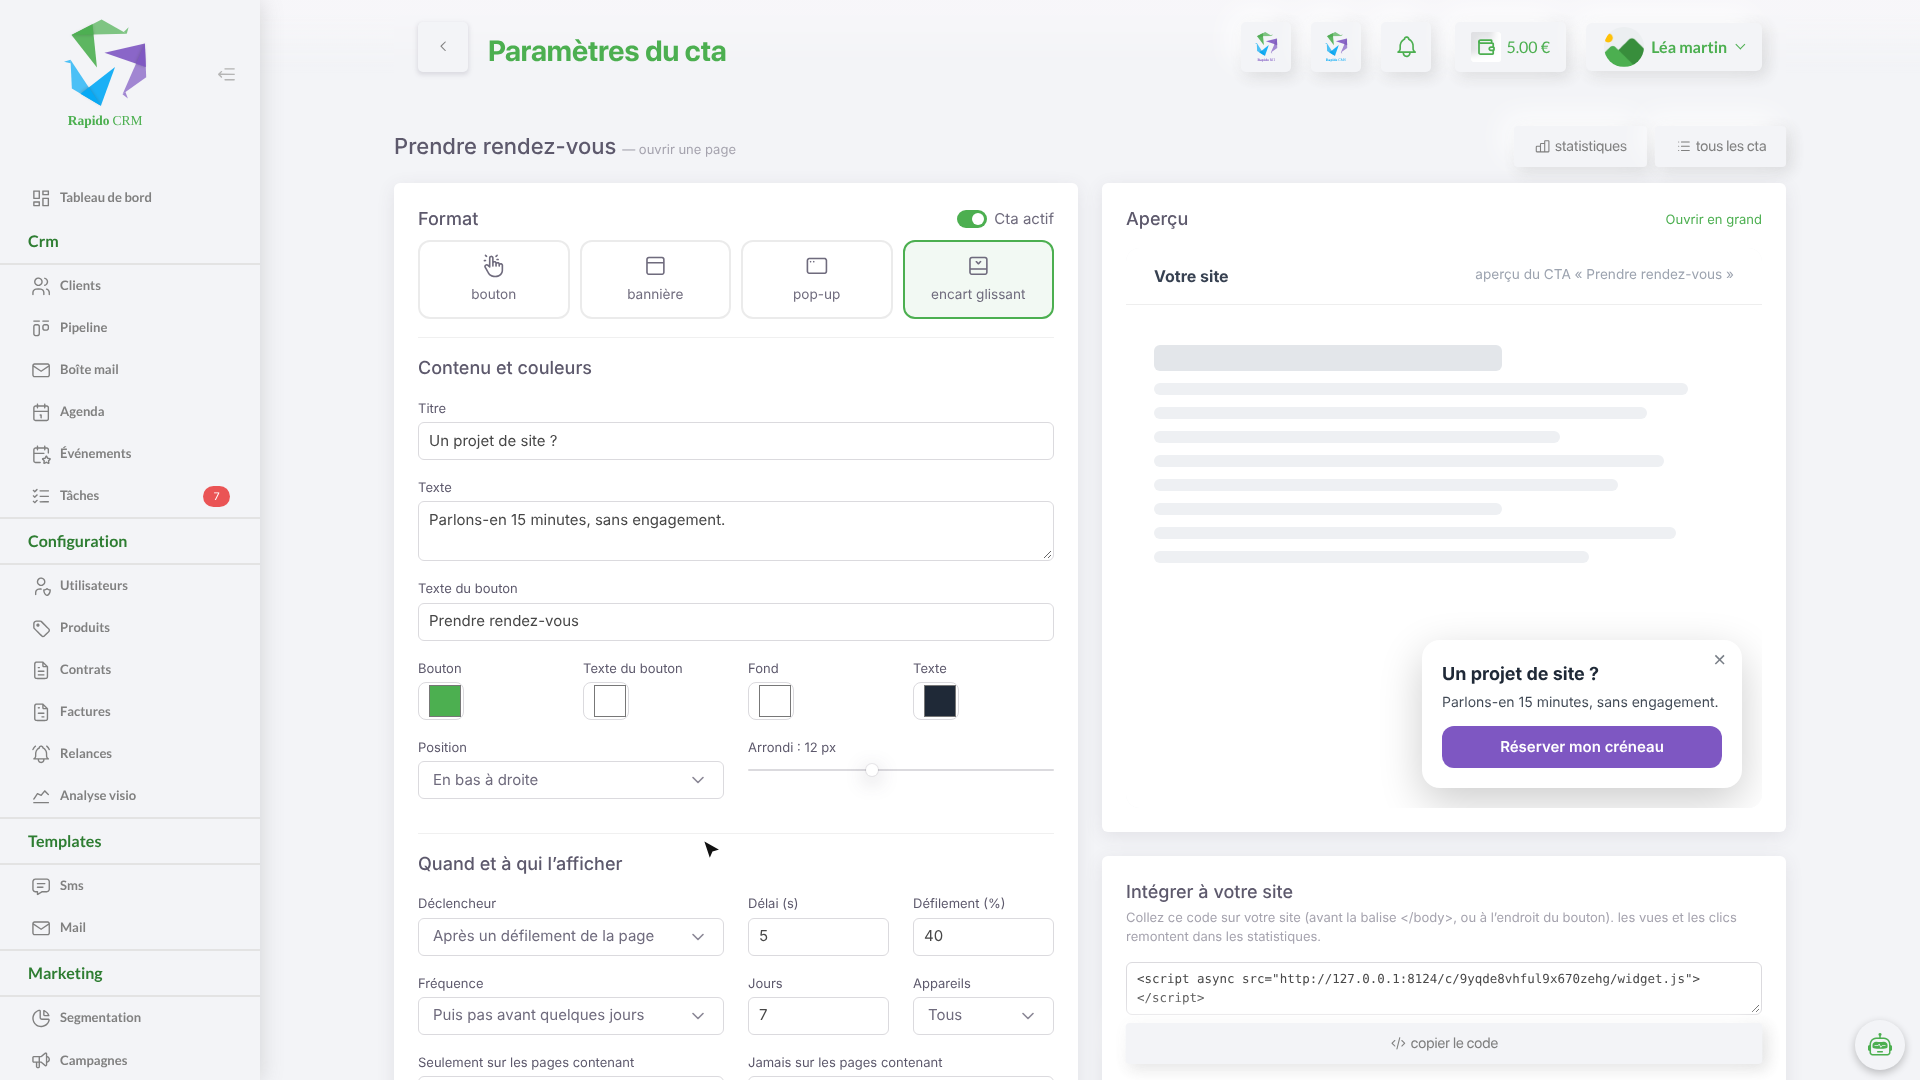 Rapido CRM
Tableau de bord
Crm
Clients
Pipeline
Boîte mail
Agenda
Événements
Tâches
7
Configuration
Utilisateurs
Produits
Contrats
Factures
Relances
Analyse visio
Templates
Sms
Mail
Marketing
Segmentation
Campagnes
Paramètres du cta
5.00 €
Léa martin
Prendre rendez-vous — ouvrir une page
statistiques
tous les cta
Format
Cta actif
bouton
bannière
pop-up
encart glissant
Contenu et couleurs
Titre
Un projet de site ?
Texte
Parlons-en 15 minutes, sans engagement.
Texte du bouton
Prendre rendez-vous
Bouton
Texte du bouton
Fond
Texte
Position
Arrondi : 12 px
En bas à droite
Quand et à qui l’afficher
Déclencheur
Délai (s)
Défilement (%)
Après un défilement de la page
5
40
Fréquence
Jours
Appareils
Puis pas avant quelques jours
7
Tous
Seulement sur les pages contenant
Jamais sur les pages contenant
Aperçu
Ouvrir en grand
Votre site
aperçu du CTA « Prendre rendez-vous »
Un projet de site ?
Parlons-en 15 minutes, sans engagement.
Réserver mon créneau
Intégrer à votre site
Collez ce code sur votre site (avant la balise </body>, ou à l’endroit du bouton). les vues et les clics
remontent dans les statistiques.
<script async src="http://127.0.0.1:8124/c/9yqde8vhful9x670zehg/widget.js">
</script>
</> copier le code